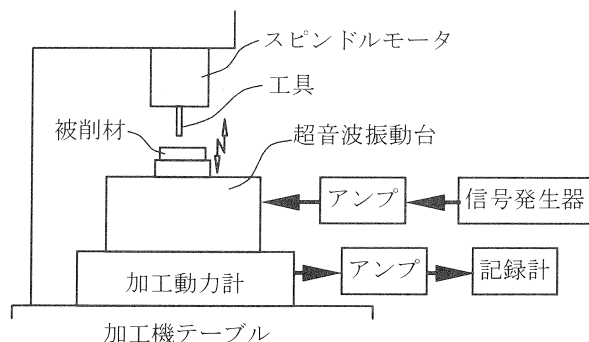 スピンドルモータ
工具
被削材
超音波振動台
アンプ
信号発生器
アンプ
記録計
加工動力計
加工機テーブル